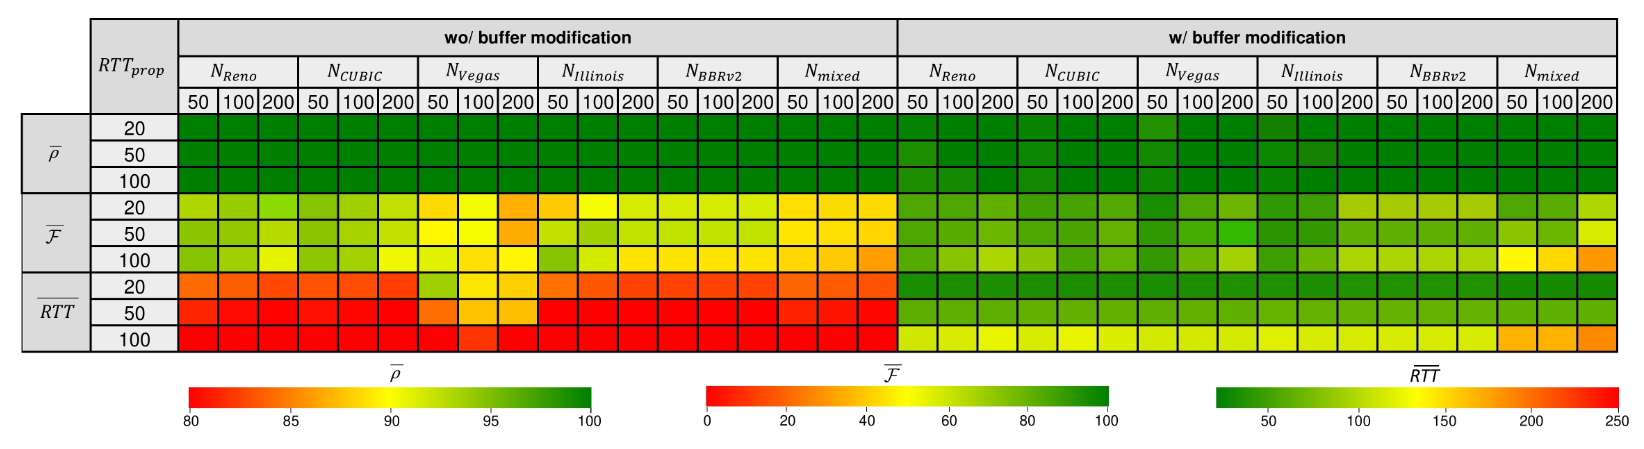 wo/ buffer modification w/ buffer modification
RTT_prop N_Reno N_CUBIC N_Vegas N_Illinois N_BBRv2 N_mixed N_Reno N_CUBIC N_Vegas N_Illinois N_BBRv2 N_mixed
50 100 200 50 100 200 50 100 200 50 100 200 50 100 200 50 100 200 50 100 200 50 100 200 50 100 200 50 100 200 50 100 200 50 100 200
20
ρ̅ 50
100
20
ℱ̅ 50
100
20
R̅T̅T̅ 50
100
ρ̅ ℱ̅ R̅T̅T̅
80 85 90 95 100 0 20 40 60 80 100 50 100 150 200 250